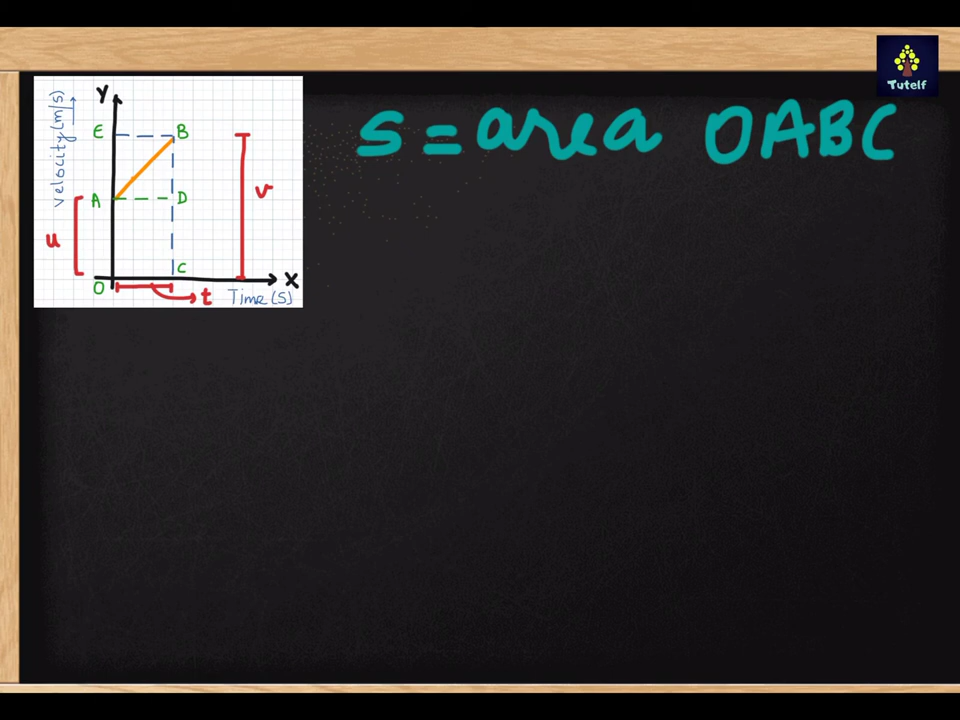 s = area OABC
Tutelf
Y
velocity (m/s)
E B
A D
u v
C
O X
t Time (S)